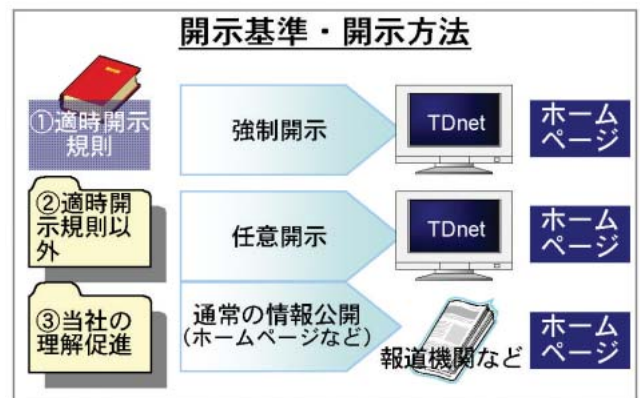 開示基準・開示方法
①適時開示
規則
強制開示
TDnet
ホーム
ページ
②適時開
示規則以
外
任意開示
TDnet
ホーム
ページ
③当社の
理解促進
通常の情報公開
(ホームページなど)
報道機関など
ホーム
ページ